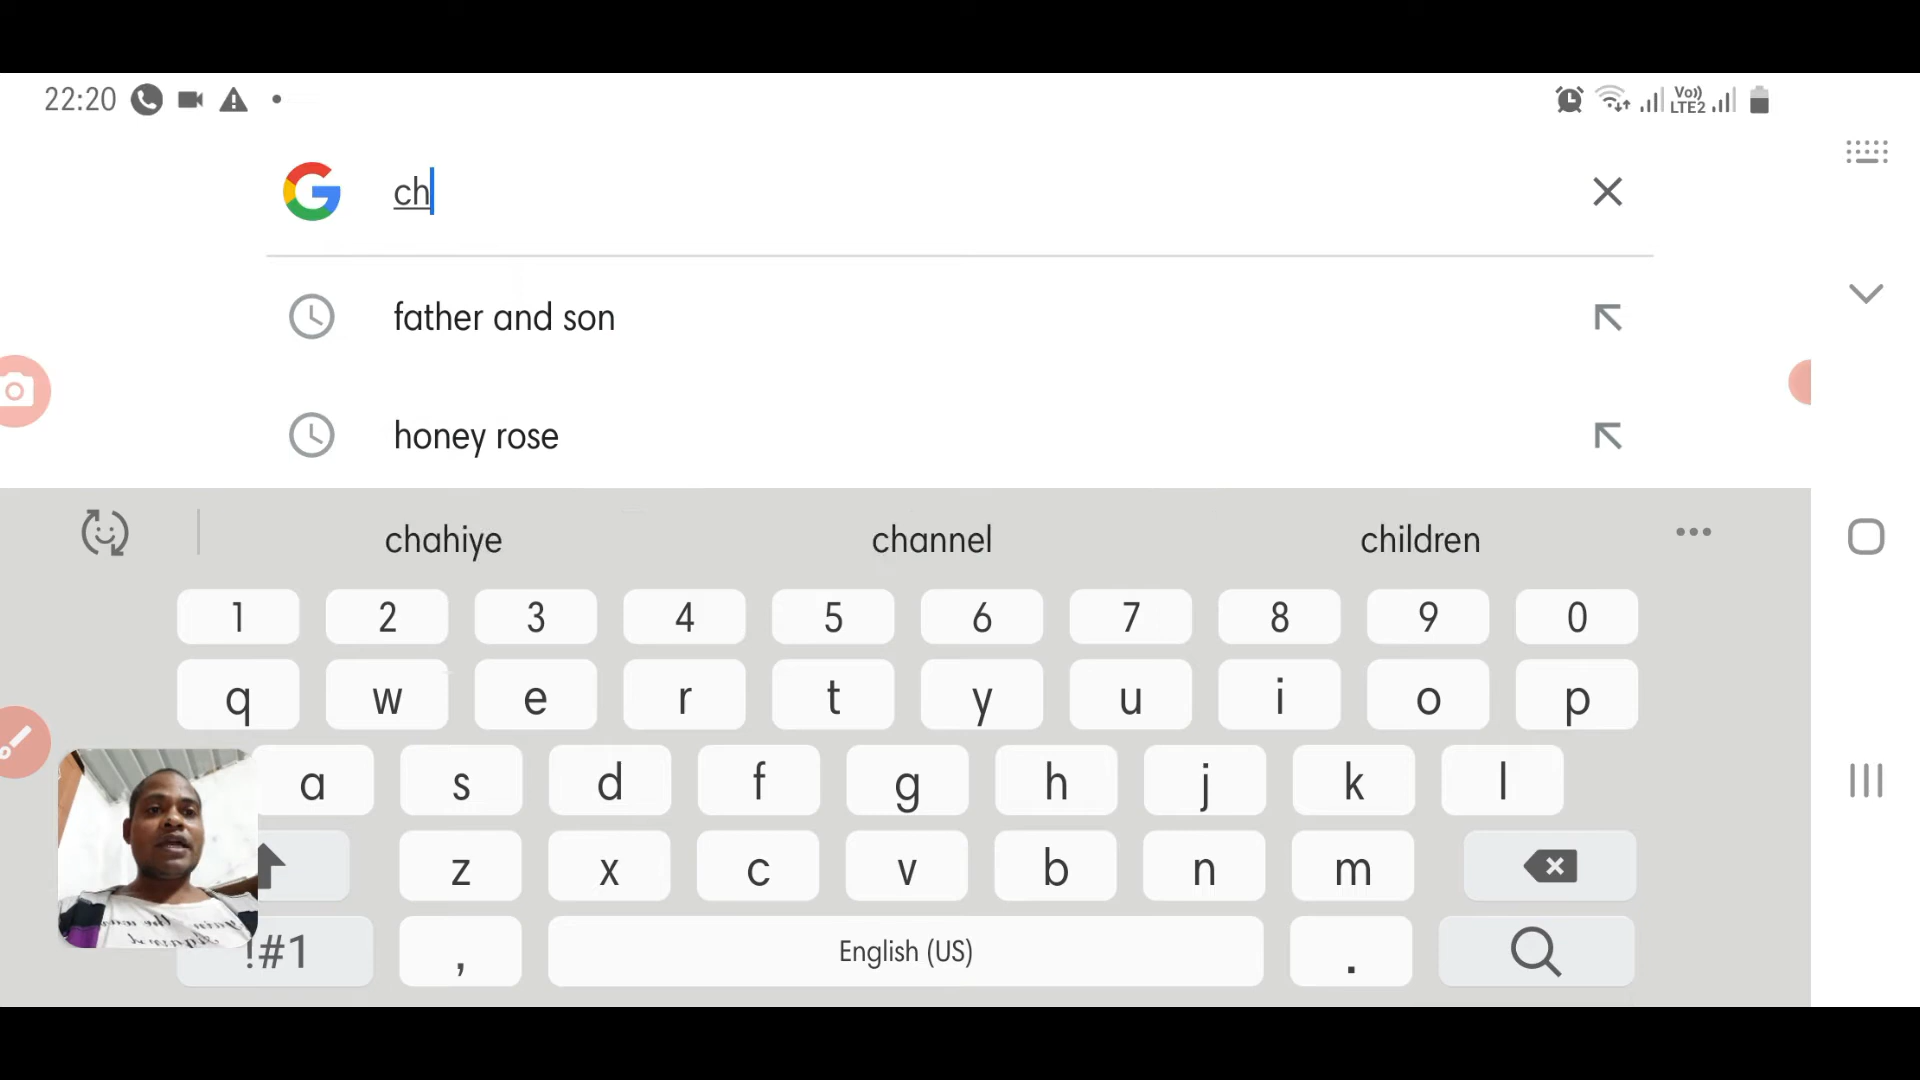 22:20
Vo)) LTE2
ch
father and son
honey rose
chahiye channel children
1 2 3 4 5 6 7 8 9 0
q w e r t y u i o p
a s d f g h j k l
z x c v b n m
!#1 , English (US) .